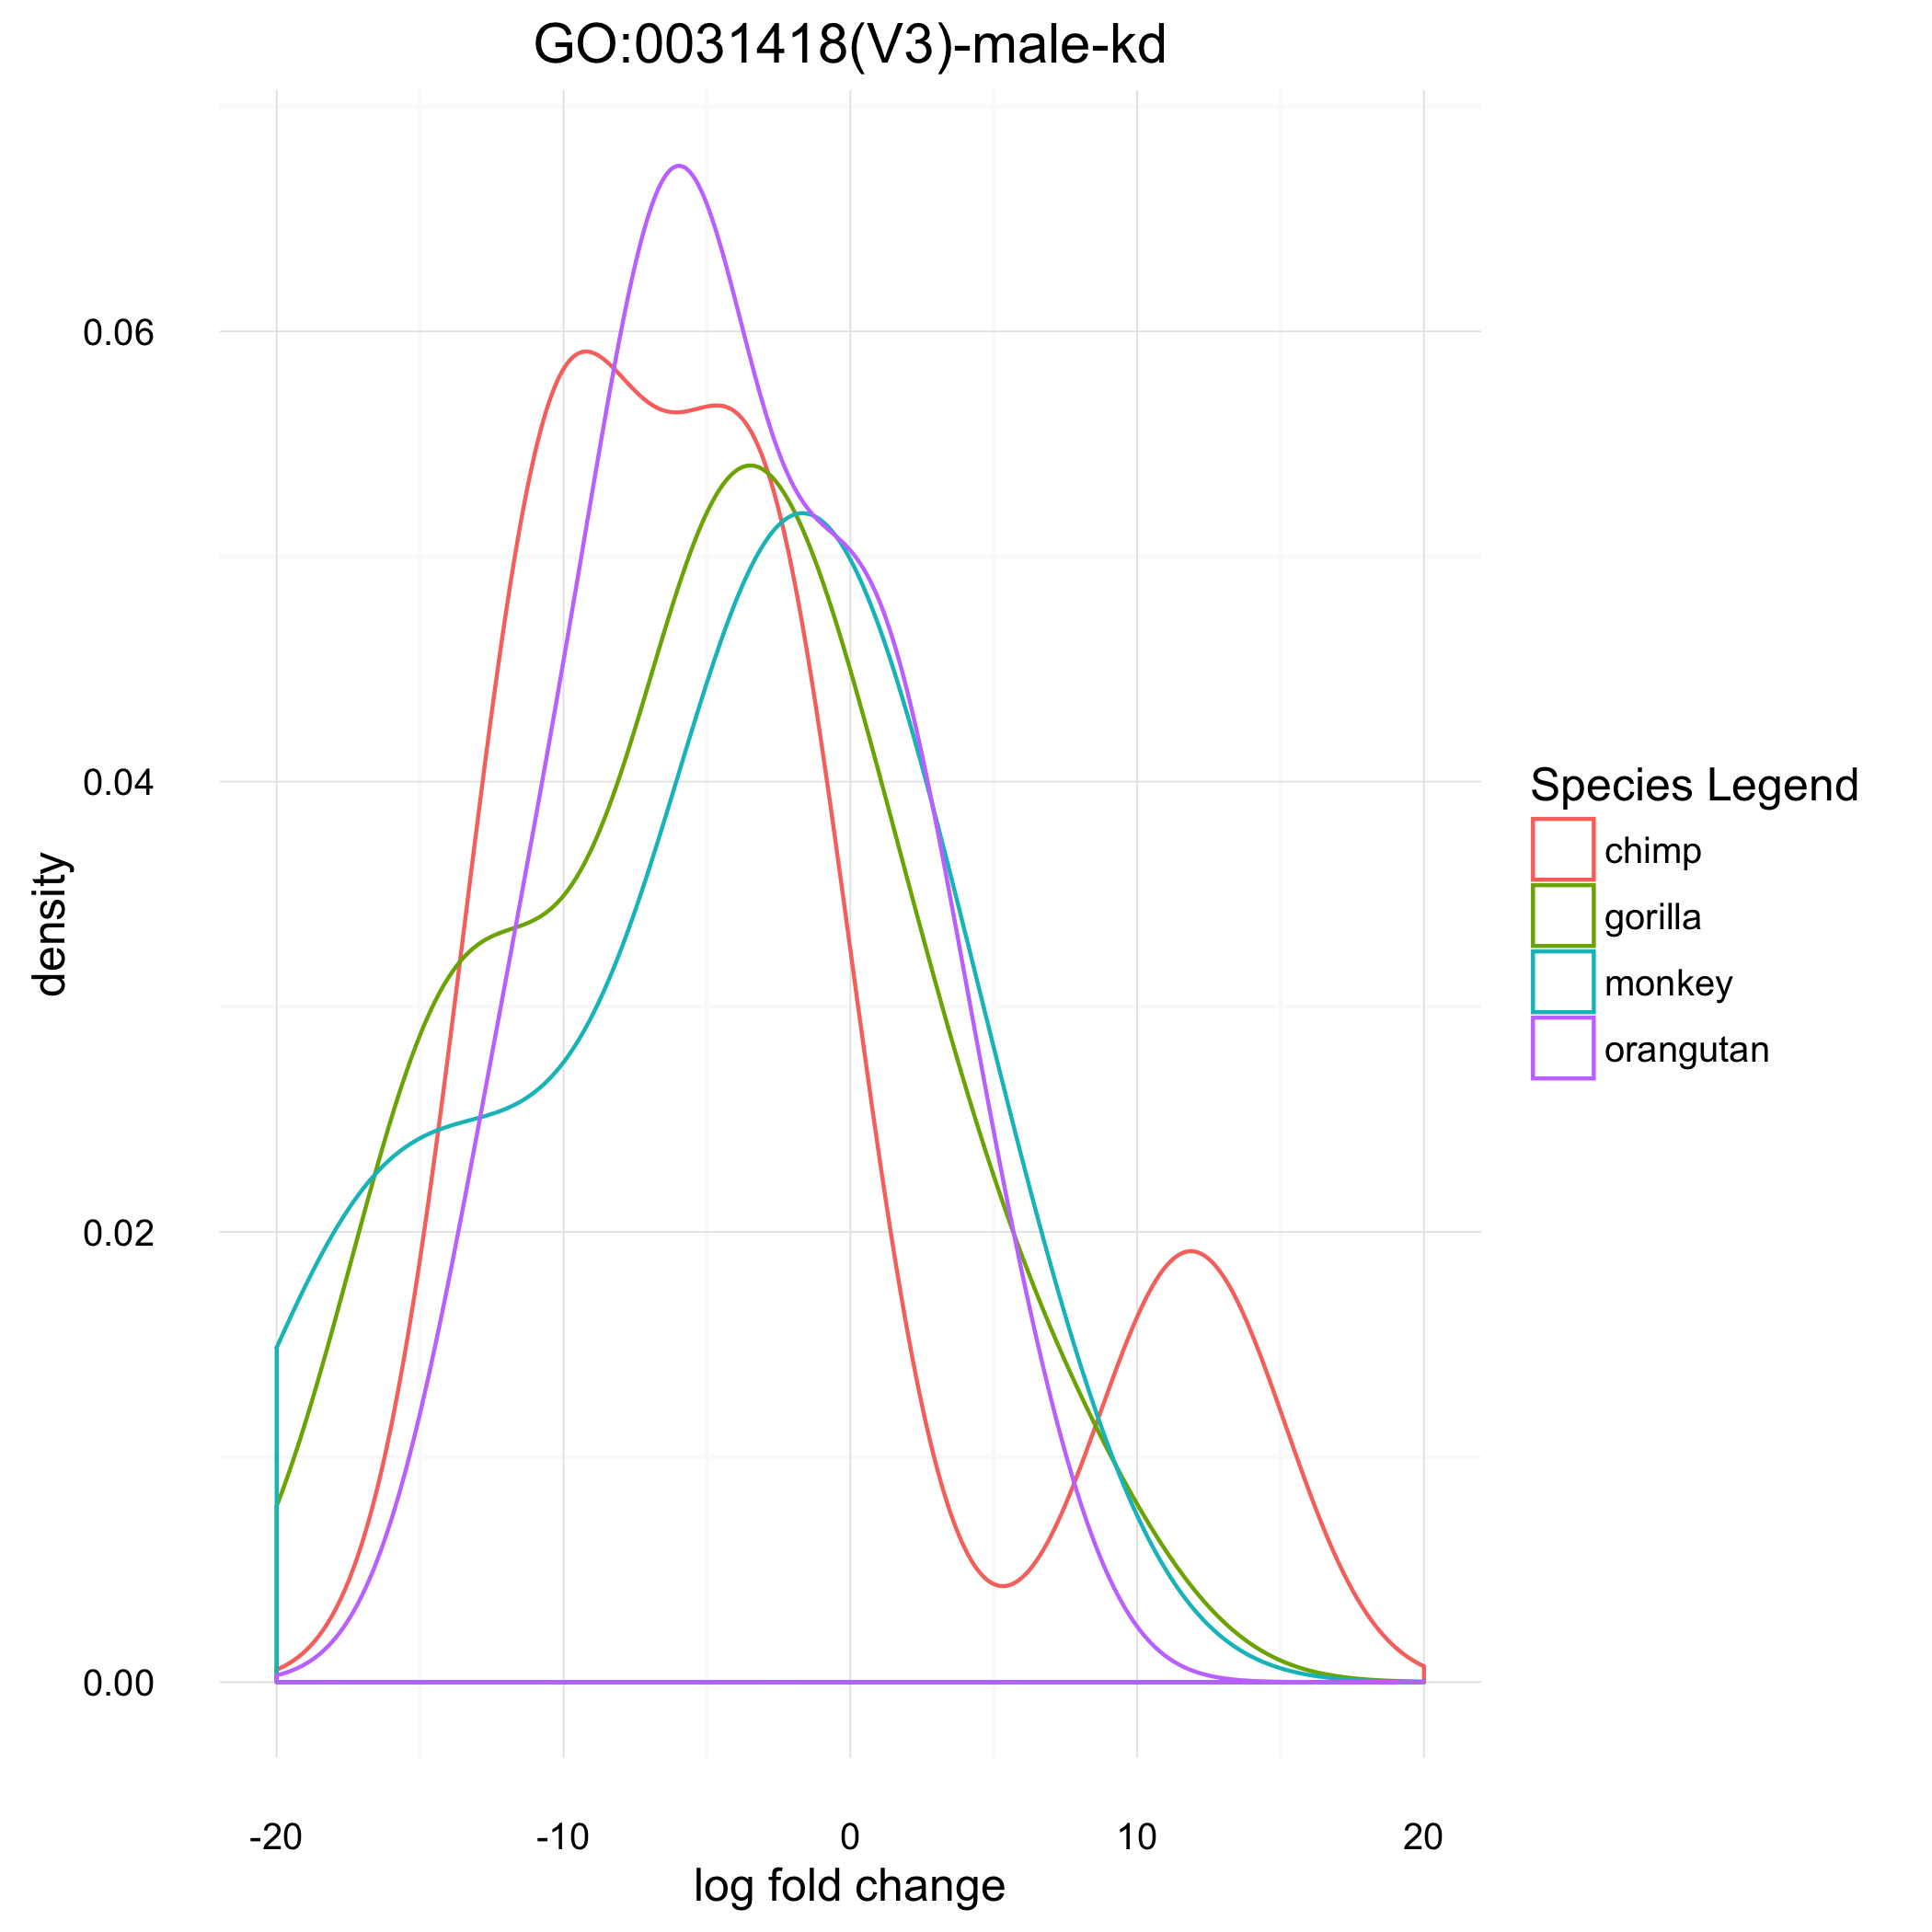 GO:0031418(V3)-male-kd
0.06
0.04
0.02
0.00
density
-20 -10 0 10 20
log fold change
Species Legend
chimp
gorilla
monkey
orangutan